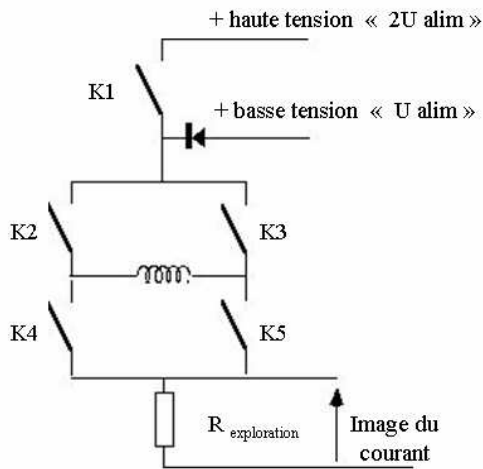 + haute tension « 2U alim »
K1
+ basse tension « U alim »
K2
K3
K4
K5
R exploration
Image du
courant